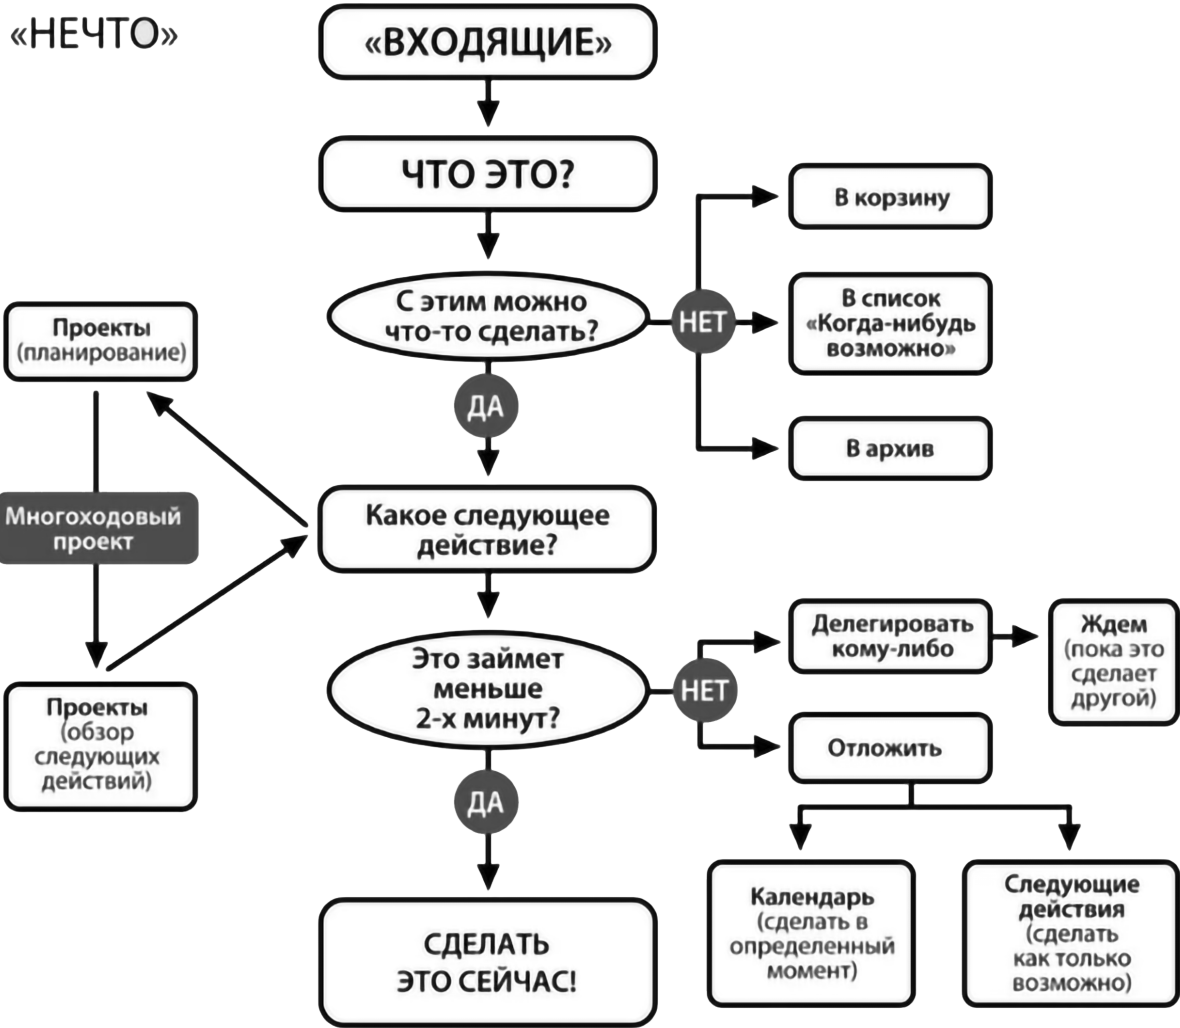 «НЕЧТО»
«ВХОДЯЩИЕ»
ЧТО ЭТО?
С этим можно
что-то сделать?
НЕТ
В корзину
В список
«Когда-нибудь
возможно»
В архив
ДА
Проекты
(планирование)
Многоходовый
проект
Проекты
(обзор
следующих
действий)
Какое следующее
действие?
Это займет
меньше
2-х минут?
НЕТ
Делегировать
кому-либо
Ждем
(пока это
сделает
другой)
Отложить
ДА
Календарь
(сделать в
определенный
момент)
Следующие
действия
(сделать
как только
возможно)
СДЕЛАТЬ
ЭТО СЕЙЧАС!